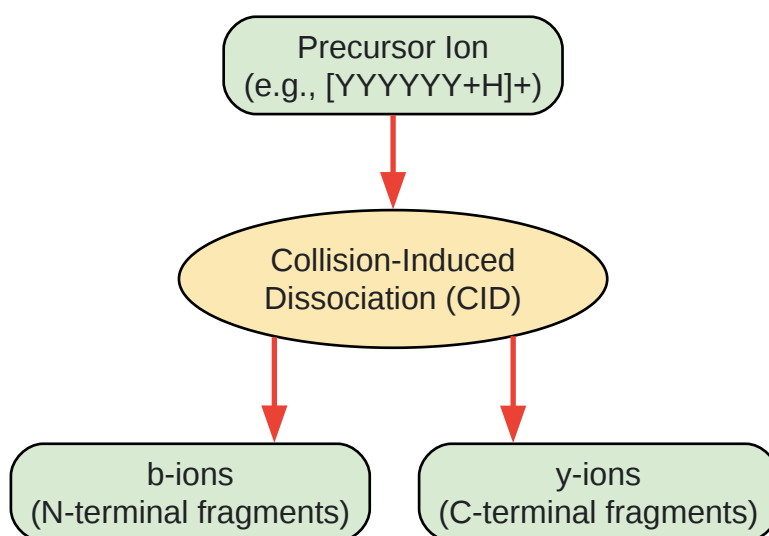 Precursor Ion
(e.g., [YYYYYY+H]+)
Collision-Induced
Dissociation (CID)
b-ions
(N-terminal fragments)
y-ions
(C-terminal fragments)